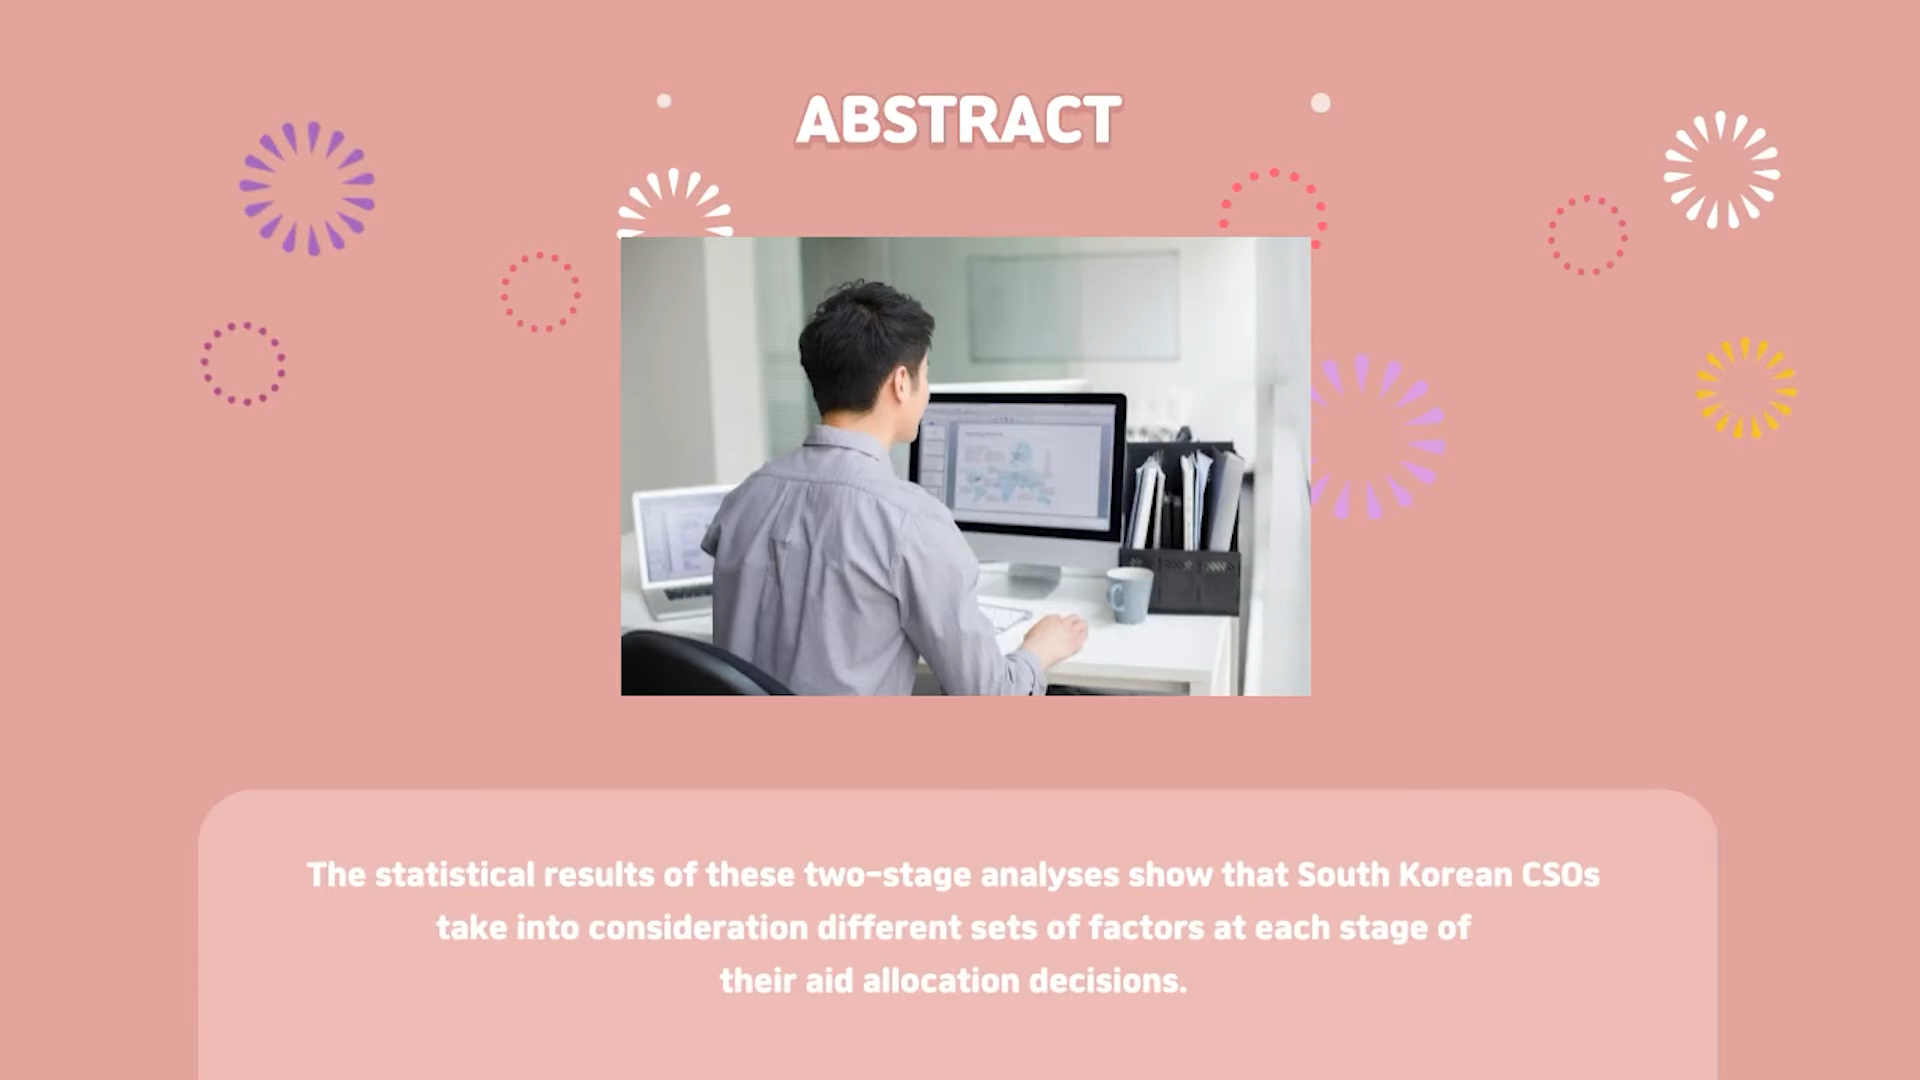 ABSTRACT
The statistical results of these two-stage analyses show that South Korean CSOs
take into consideration different sets of factors at each stage of
their aid allocation decisions.